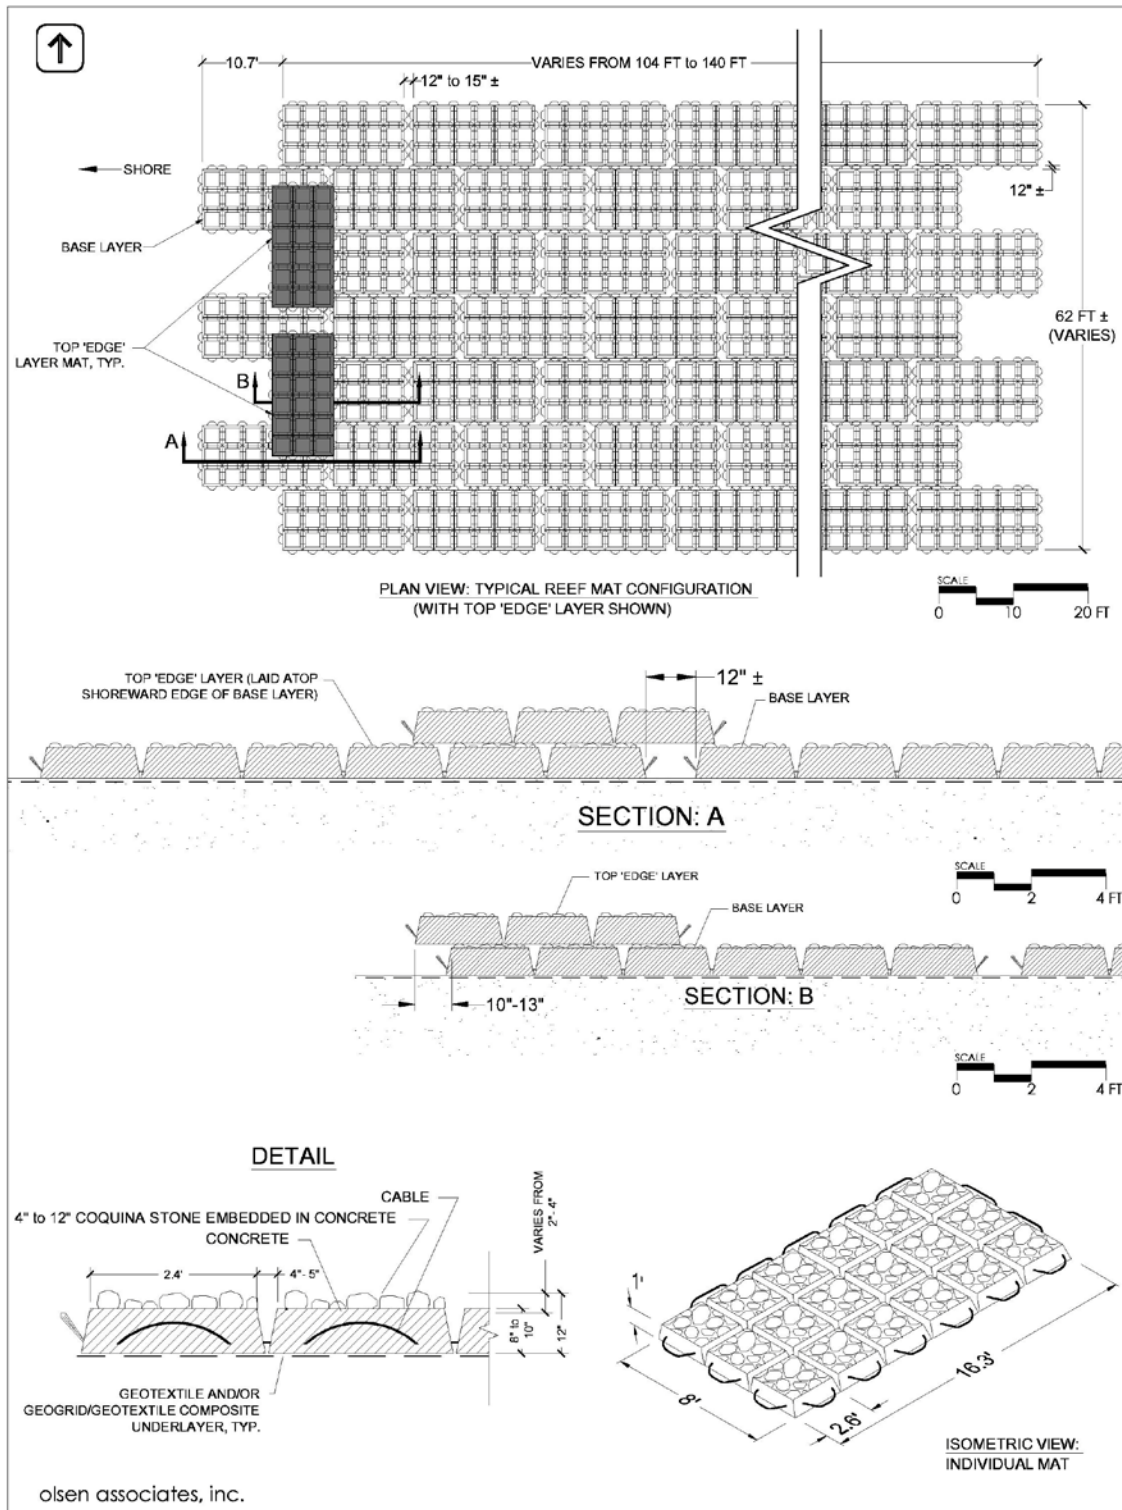 10.7'
VARIES FROM 104 FT to 140 FT
12" to 15" ±
SHORE
12" ±
BASE LAYER
62 FT ±
(VARIES)
TOP 'EDGE'
LAYER MAT, TYP.
B
A
PLAN VIEW: TYPICAL REEF MAT CONFIGURATION
(WITH TOP 'EDGE' LAYER SHOWN)
SCALE
0 10 20 FT
TOP 'EDGE' LAYER (LAID ATOP
SHOREWARD EDGE OF BASE LAYER)
12" ±
BASE LAYER
SECTION: A
SCALE
0 2 4 FT
TOP 'EDGE' LAYER
BASE LAYER
10"-13"
SECTION: B
SCALE
0 2 4 FT
DETAIL
CABLE
4" to 12" COQUINA STONE EMBEDDED IN CONCRETE
CONCRETE
VARIES FROM
2"- 4"
2.4'
4"- 5"
8" to
10"
12"
GEOTEXTILE AND/OR
GEOGRID/GEOTEXTILE COMPOSITE
UNDERLAYER, TYP.
1'
8'
2.6'
16.3'
ISOMETRIC VIEW:
INDIVIDUAL MAT
olsen associates, inc.